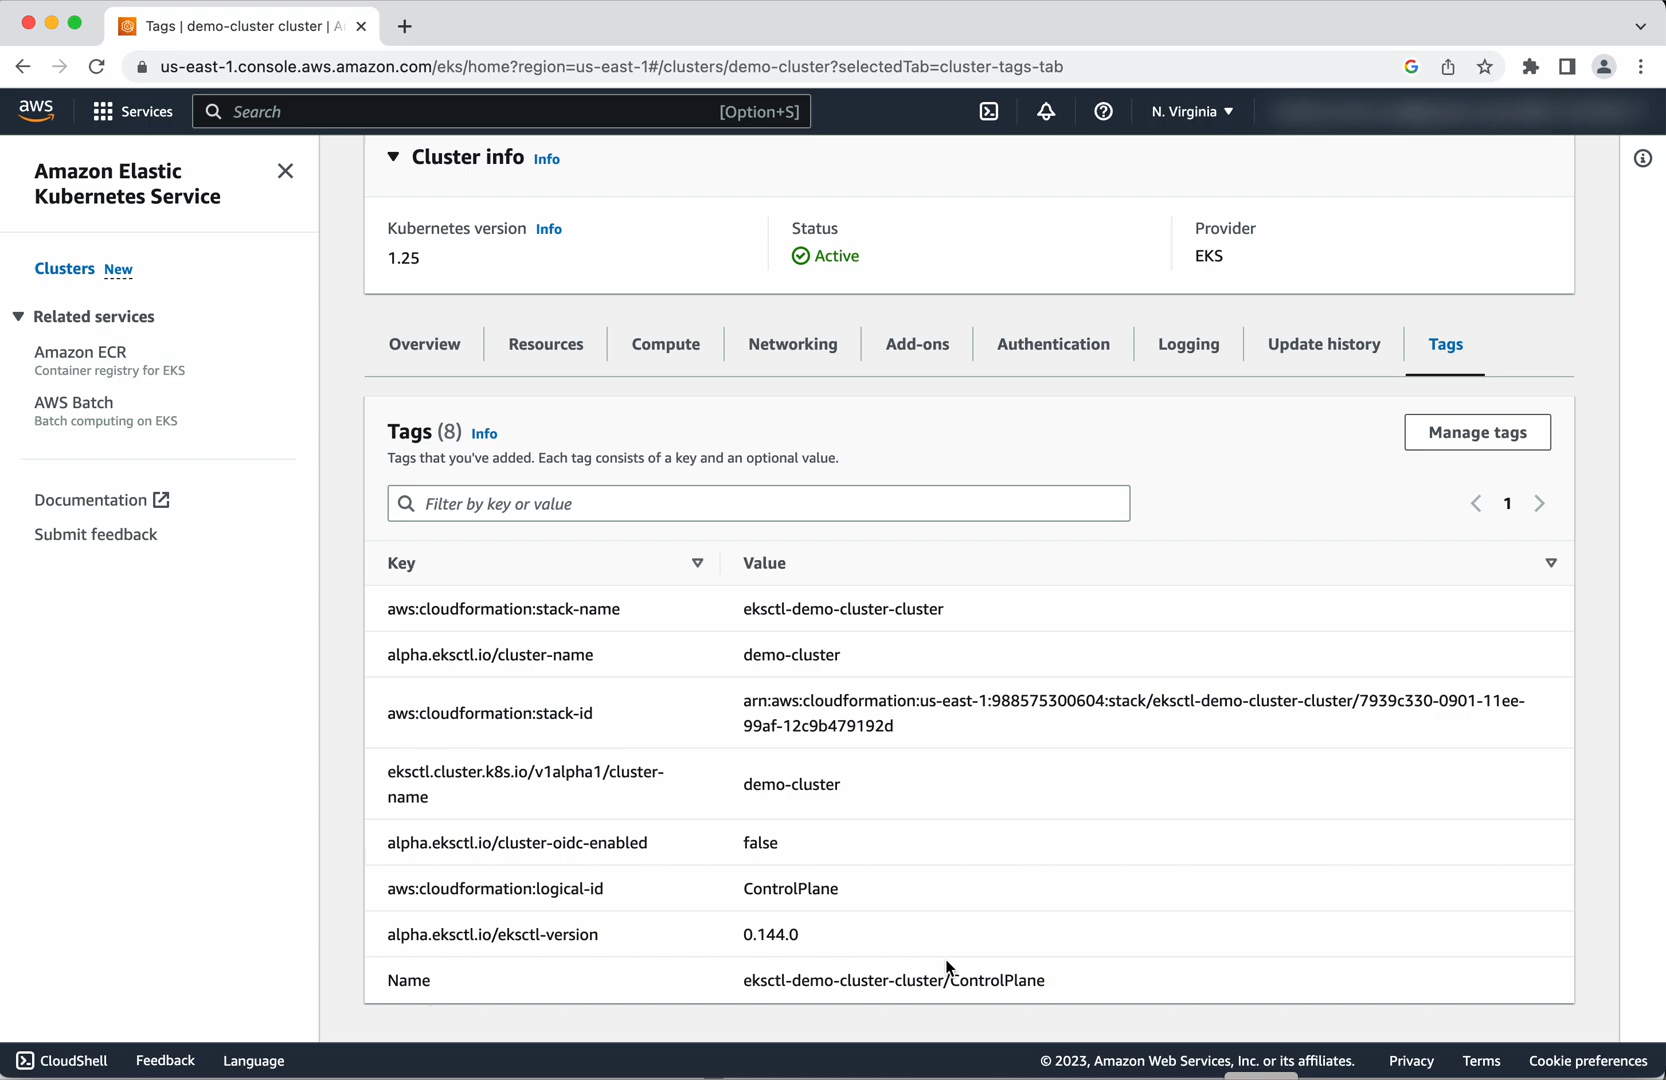 Tags | demo-cluster cluster | A
us-east-1.console.aws.amazon.com/eks/home?region=us-east-1#/clusters/demo-cluster?selectedTab=cluster-tags-tab
aws
Services
Search
[Option+S]
N. Virginia
Amazon Elastic
Kubernetes Service
Clusters New
Related services
Amazon ECR
Container registry for EKS
AWS Batch
Batch computing on EKS
Documentation
Submit feedback
Cluster info Info
Kubernetes version Info
1.25
Status
Active
Provider
EKS
Overview
Resources
Compute
Networking
Add-ons
Authentication
Logging
Update history
Tags
Tags (8) Info
Manage tags
Tags that you've added. Each tag consists of a key and an optional value.
Filter by key or value
1
Key
Value
aws:cloudformation:stack-name
eksctl-demo-cluster-cluster
alpha.eksctl.io/cluster-name
demo-cluster
aws:cloudformation:stack-id
arn:aws:cloudformation:us-east-1:988575300604:stack/eksctl-demo-cluster-cluster/7939c330-0901-11ee-
99af-12c9b479192d
eksctl.cluster.k8s.io/v1alpha1/cluster-
name
demo-cluster
alpha.eksctl.io/cluster-oidc-enabled
false
aws:cloudformation:logical-id
ControlPlane
alpha.eksctl.io/eksctl-version
0.144.0
Name
eksctl-demo-cluster-cluster/ControlPlane
CloudShell
Feedback
Language
© 2023, Amazon Web Services, Inc. or its affiliates.
Privacy
Terms
Cookie preferences